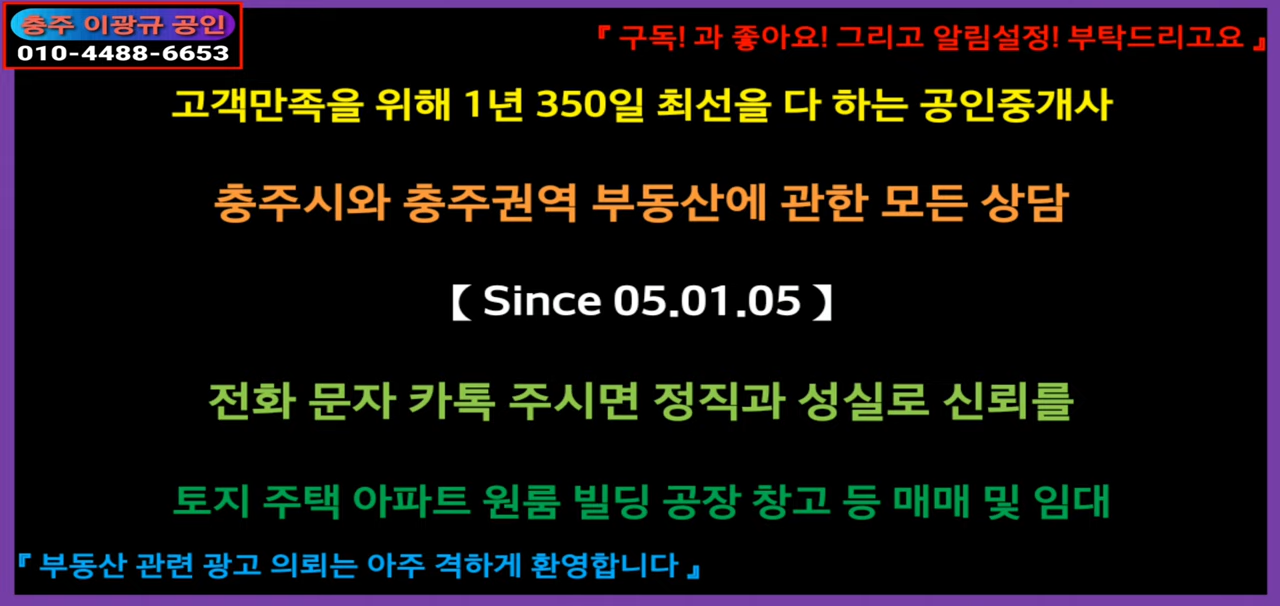 충주 이광규 공인
010-4488-6653
『 구독! 과 좋아요! 그리고 알림설정! 부탁드리고요 』
고객만족을 위해 1년 350일 최선을 다 하는 공인중개사
충주시와 충주권역 부동산에 관한 모든 상담
【 Since 05.01.05 】
전화 문자 카톡 주시면 정직과 성실로 신뢰를
토지 주택 아파트 원룸 빌딩 공장 창고 등 매매 및 임대
『 부동산 관련 광고 의뢰는 아주 격하게 환영합니다 』